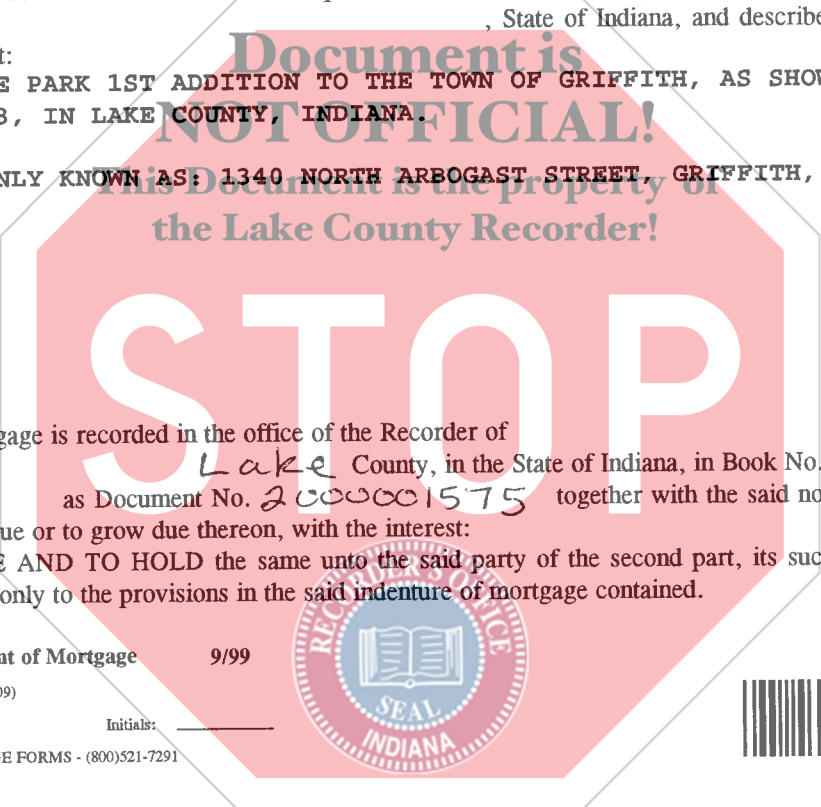 , State of Indiana, and describe
t:
Document is
E PARK 1ST ADDITION TO THE TOWN OF GRIFFITH, AS SHOW
3, IN LAKE COUNTY, INDIANA.
NOT OFFICIAL!
NLY KNOWN AS: 1340 NORTH ARBOGAST STREET, GRIFFITH,
This Document is the property of
the Lake County Recorder!
STOP
gage is recorded in the office of the Recorder of
Lake County, in the State of Indiana, in Book No.
as Document No. 2000001575 together with the said no
ue or to grow due thereon, with the interest:
E AND TO HOLD the same unto the said party of the second part, its suc
only to the provisions in the said indenture of mortgage contained.
RECORDER'S OFFICE
SEAL
INDIANA
nt of Mortgage 9/99
09)
Initials:
E FORMS - (800)521-7291